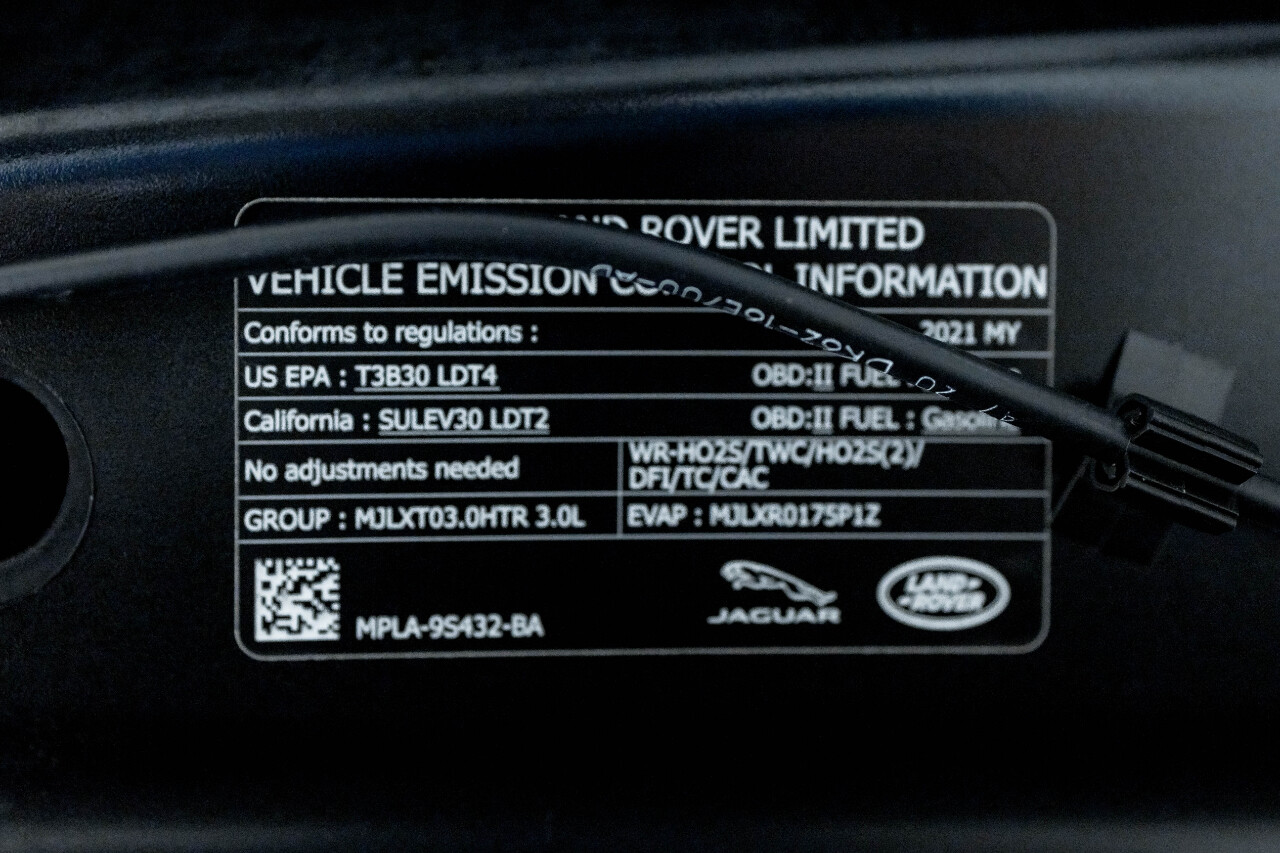 ROVER LIMITED
VEHICLE EMISSION INFORMATION
Conforms to regulations : 2021 MY
US EPA : T3B30 LDT4 OBD:II FUEL
California : SULEV30 LDT2 OBD:II FUEL : Gasoline
No adjustments needed
WR-HO2S/TWC/HO2S(2)/
DFI/TC/CAC
GROUP : MJLXT03.0HTR 3.0L EVAP : MJLXR0175P1Z
MPLA-9S432-BA
JAGUAR
LAND-
-ROVER